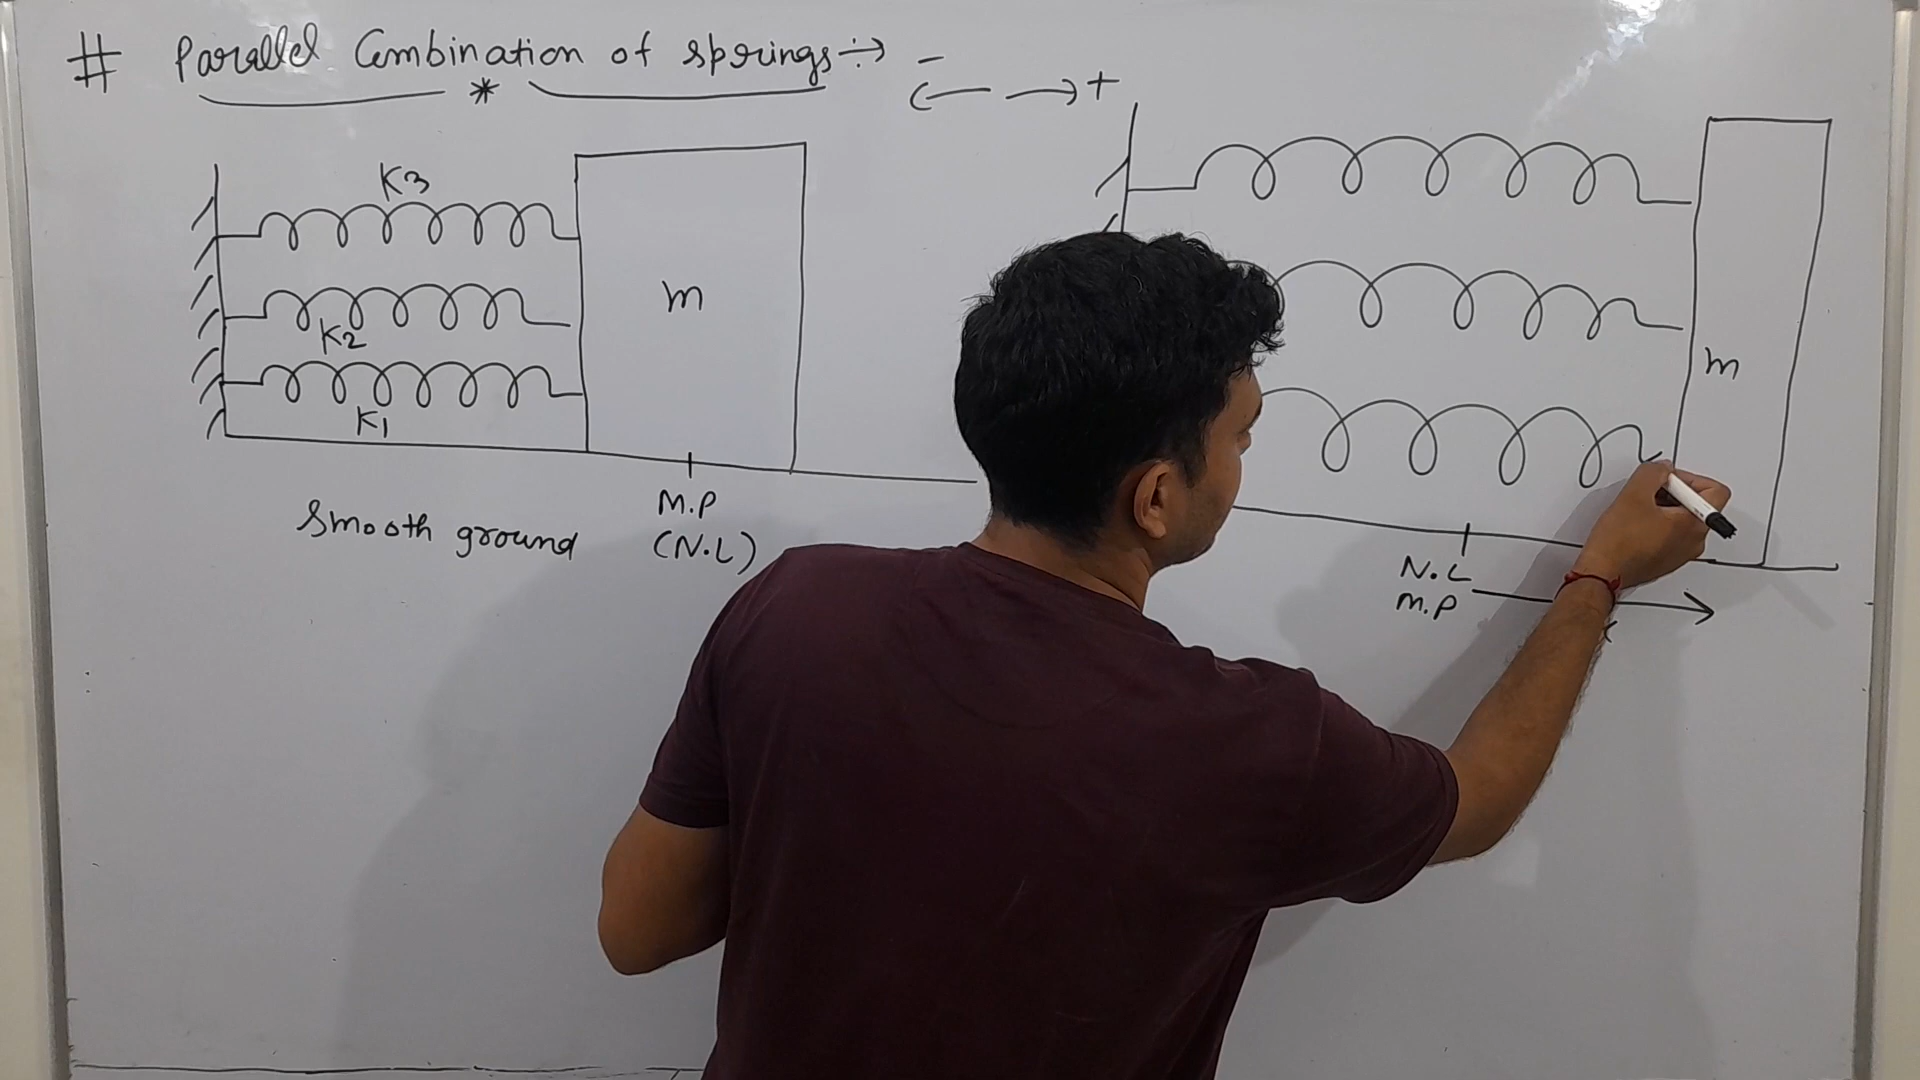 # Parallel Combination of springs ÷→
*
−
← → +
K3
K2
K1
m
Smooth ground
M.P
(N.L)
m
N.L
M.P